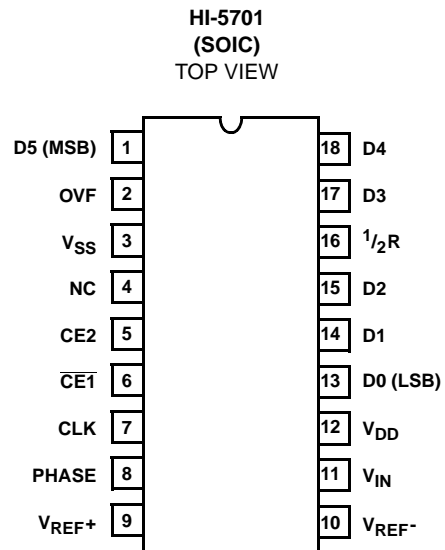 HI-5701
(SOIC)
TOP VIEW
D5 (MSB) 1 18 D4
OVF 2 17 D3
VSS 3 16 1/2R
NC 4 15 D2
CE2 5 14 D1
C̅E̅1̅ 6 13 D0 (LSB)
CLK 7 12 VDD
PHASE 8 11 VIN
VREF+ 9 10 VREF-